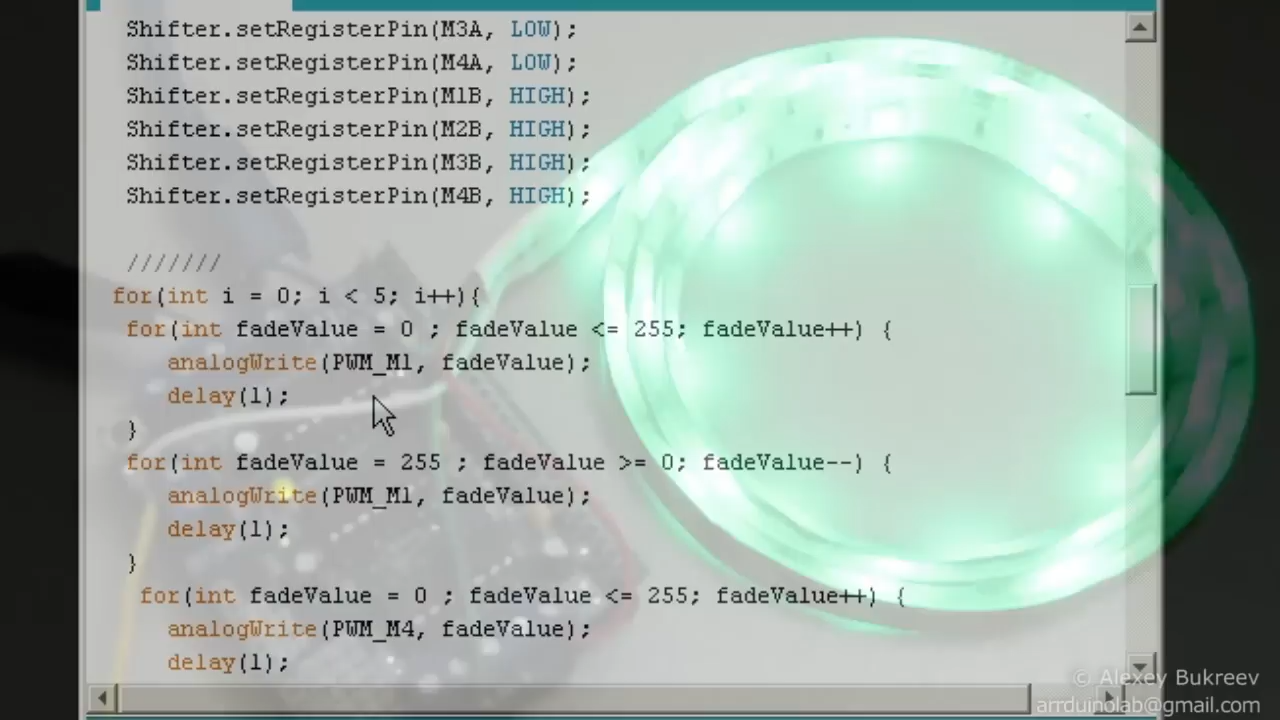 Shifter.setRegisterPin(M3A, LOW);
Shifter.setRegisterPin(M4A, LOW);
Shifter.setRegisterPin(M1B, HIGH);
Shifter.setRegisterPin(M2B, HIGH);
Shifter.setRegisterPin(M3B, HIGH);
Shifter.setRegisterPin(M4B, HIGH);
///////
for(int i = 0; i < 5; i++){
for(int fadeValue = 0 ; fadeValue <= 255; fadeValue++) {
analogWrite(PWM_M1, fadeValue);
delay(1);
}
for(int fadeValue = 255 ; fadeValue >= 0; fadeValue--) {
analogWrite(PWM_M1, fadeValue);
delay(1);
}
for(int fadeValue = 0 ; fadeValue <= 255; fadeValue++) {
analogWrite(PWM_M4, fadeValue);
delay(1);
© Alexey Bukreev
arrduinolab@gmail.com